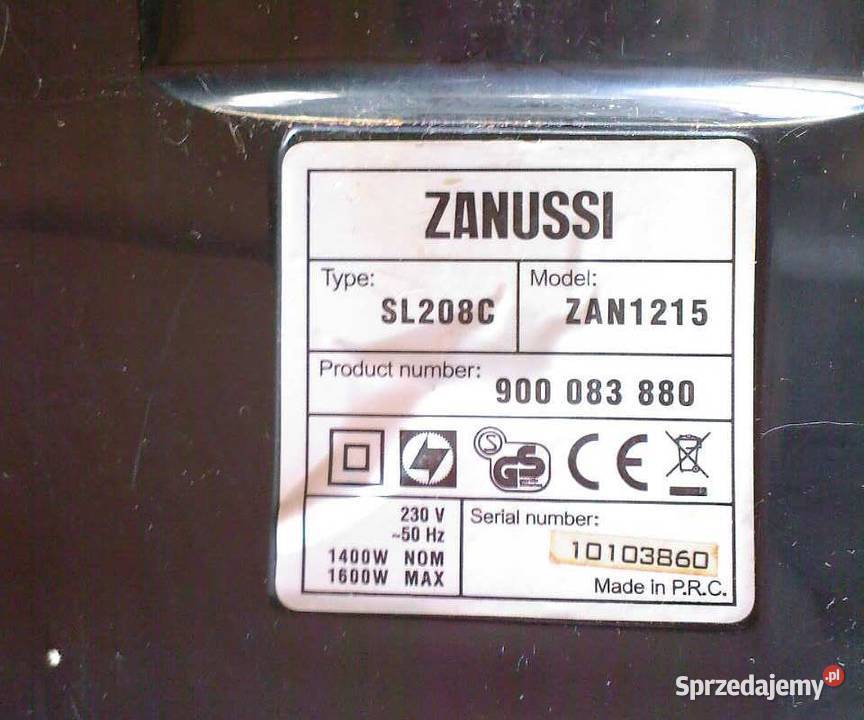 ZANUSSI
Type:
SL208C
Model:
ZAN1215
Product number:
900 083 880
S GS CE
230 V
~50 Hz
1400W NOM
1600W MAX
Serial number:
10103860
Made in P.R.C.
Sprzedajemy.pl